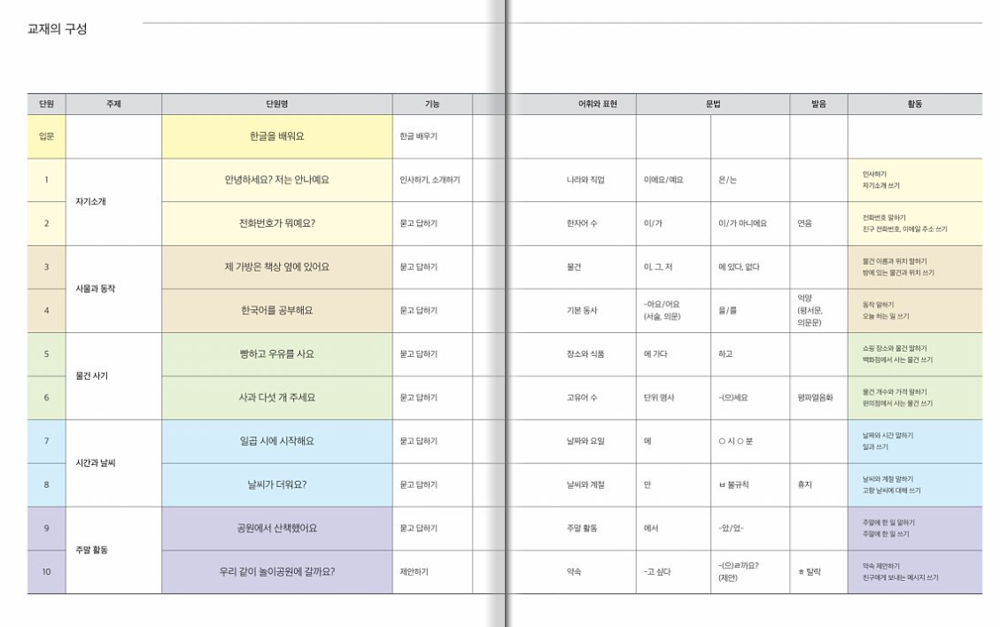 교재의 구성
단원 주제 단원명 기능 어휘와 표현 문법 발음 활동
입문 한글을 배워요 한글 배우기
자기소개
1 안녕하세요? 저는 안나예요 인사하기, 소개하기 나라와 직업 이에요/예요 은/는
인사하기
자기소개 쓰기
2 전화번호가 뭐예요? 묻고 답하기 한자어 수 이/가 이/가 아니에요 연음
전화번호 말하기
친구 전화번호, 이메일 주소 쓰기
사물과 동작
3 제 가방은 책상 옆에 있어요 묻고 답하기 물건 이, 그, 저 에 있다, 없다
물건 이름과 위치 말하기
방에 있는 물건과 위치 쓰기
4 한국어를 공부해요 묻고 답하기 기본 동사
-아요/어요
(서술, 의문)
을/를
억양
(평서문,
의문문)
동작 말하기
오늘 하는 일 쓰기
물건 사기
5 빵하고 우유를 사요 묻고 답하기 장소와 식품 에 가다 하고
쇼핑 장소와 물건 말하기
백화점에서 사는 물건 쓰기
6 사과 다섯 개 주세요 묻고 답하기 고유어 수 단위 명사 -(으)세요 평파열음화
물건 개수와 가격 말하기
편의점에서 사는 물건 쓰기
시간과 날씨
7 일곱 시에 시작해요 묻고 답하기 날짜와 요일 에 ○ 시 ○ 분
날짜와 시간 말하기
일과 쓰기
8 날씨가 더워요? 묻고 답하기 날씨와 계절 안 ㅂ 불규칙 휴지
날씨와 계절 말하기
고향 날씨에 대해 쓰기
주말 활동
9 공원에서 산책했어요 묻고 답하기 주말 활동 에서 -았/었-
주말에 한 일 말하기
주말에 한 일 쓰기
10 우리 같이 놀이공원에 갈까요? 제안하기 약속 -고 싶다
-(으)ㄹ까요?
(제안)
ㅎ 탈락
약속 제안하기
친구에게 보내는 메시지 쓰기